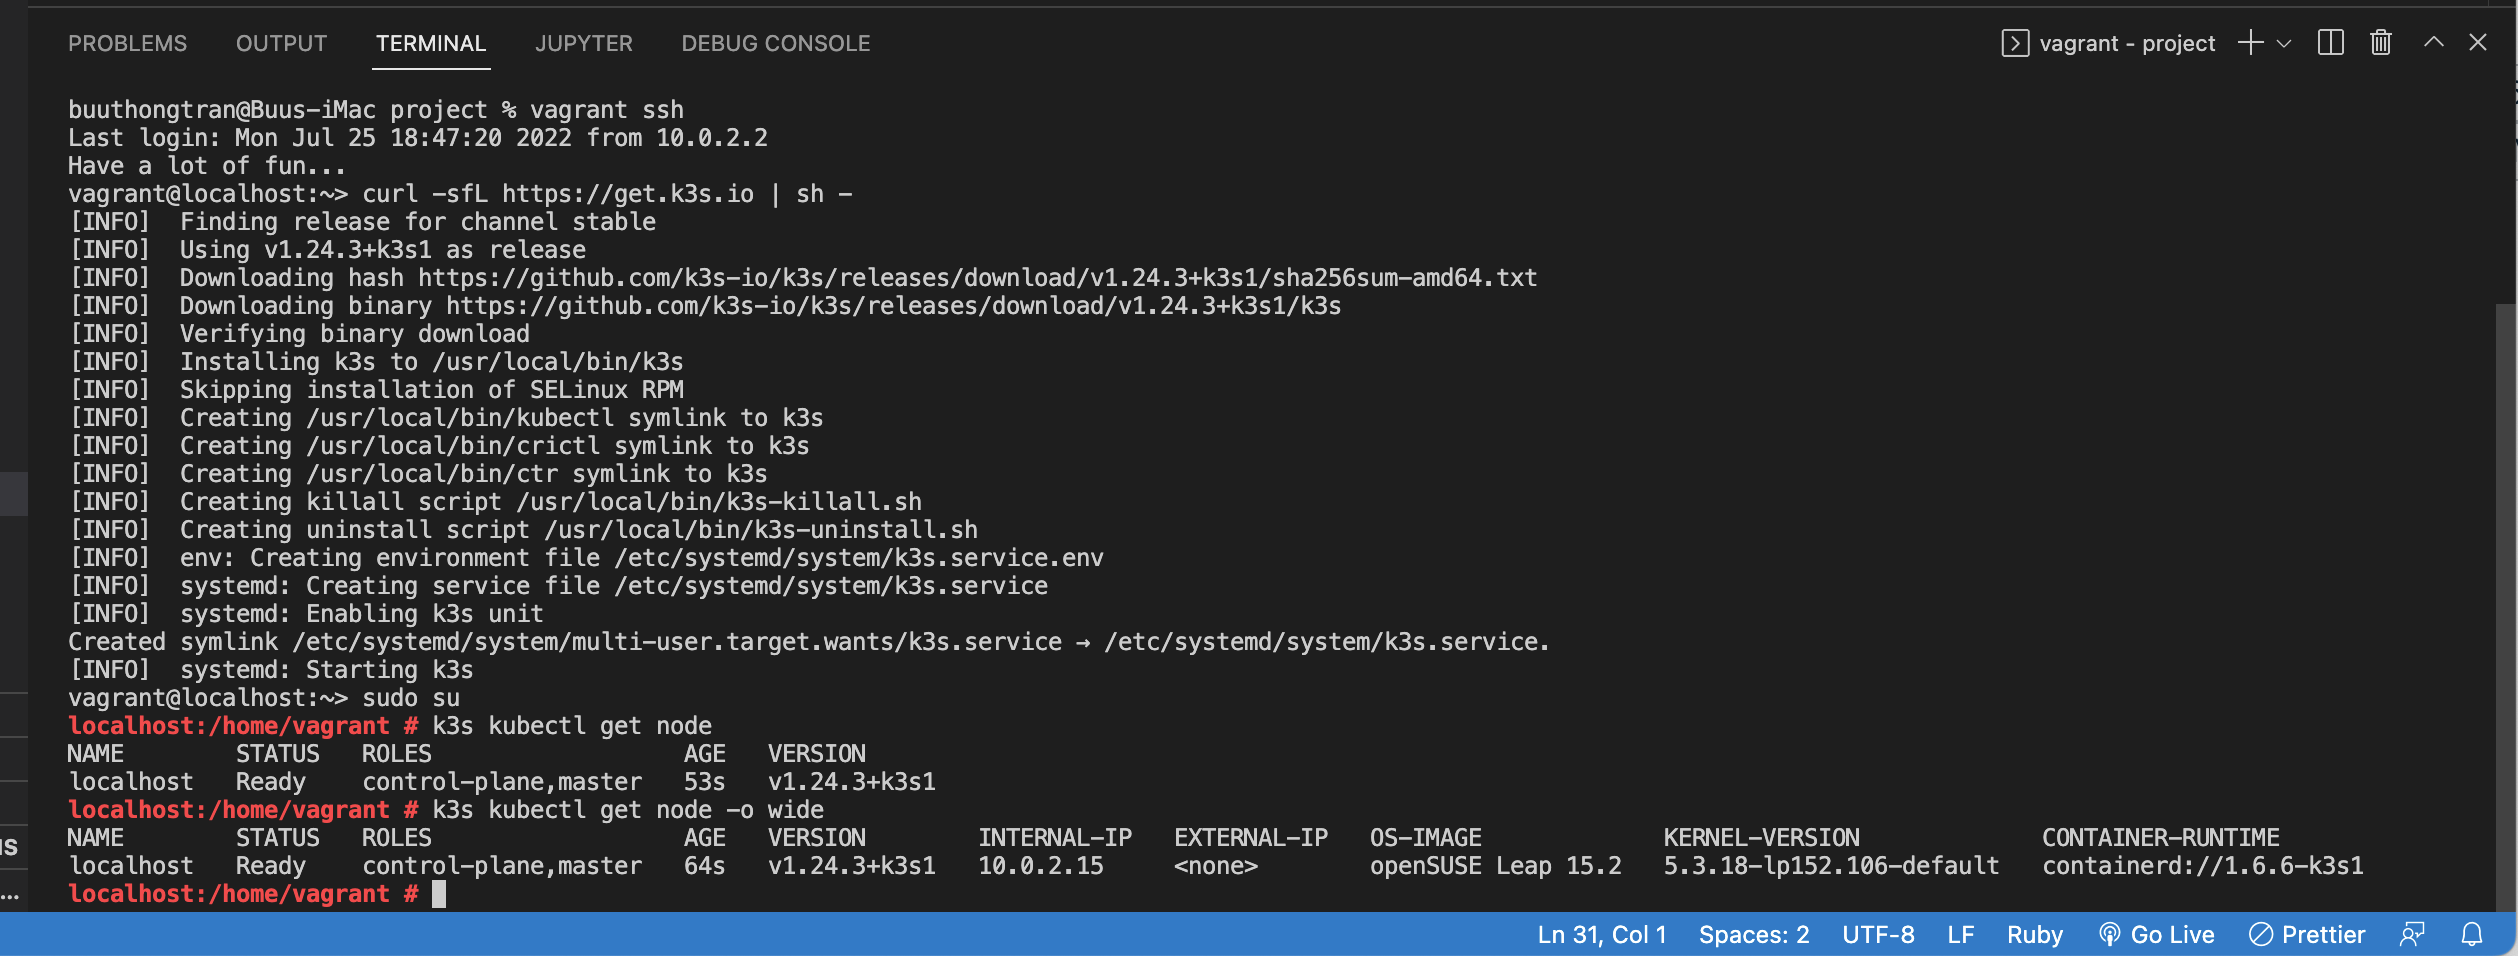 PROBLEMS OUTPUT TERMINAL JUPYTER DEBUG CONSOLE vagrant - project
buuthongtran@Buus-iMac project % vagrant ssh
Last login: Mon Jul 25 18:47:20 2022 from 10.0.2.2
Have a lot of fun...
vagrant@localhost:~> curl -sfL https://get.k3s.io | sh -
[INFO]  Finding release for channel stable
[INFO]  Using v1.24.3+k3s1 as release
[INFO]  Downloading hash https://github.com/k3s-io/k3s/releases/download/v1.24.3+k3s1/sha256sum-amd64.txt
[INFO]  Downloading binary https://github.com/k3s-io/k3s/releases/download/v1.24.3+k3s1/k3s
[INFO]  Verifying binary download
[INFO]  Installing k3s to /usr/local/bin/k3s
[INFO]  Skipping installation of SELinux RPM
[INFO]  Creating /usr/local/bin/kubectl symlink to k3s
[INFO]  Creating /usr/local/bin/crictl symlink to k3s
[INFO]  Creating /usr/local/bin/ctr symlink to k3s
[INFO]  Creating killall script /usr/local/bin/k3s-killall.sh
[INFO]  Creating uninstall script /usr/local/bin/k3s-uninstall.sh
[INFO]  env: Creating environment file /etc/systemd/system/k3s.service.env
[INFO]  systemd: Creating service file /etc/systemd/system/k3s.service
[INFO]  systemd: Enabling k3s unit
Created symlink /etc/systemd/system/multi-user.target.wants/k3s.service → /etc/systemd/system/k3s.service.
[INFO]  systemd: Starting k3s
vagrant@localhost:~> sudo su
localhost:/home/vagrant # k3s kubectl get node
NAME        STATUS   ROLES                  AGE   VERSION
localhost   Ready    control-plane,master   53s   v1.24.3+k3s1
localhost:/home/vagrant # k3s kubectl get node -o wide
NAME        STATUS   ROLES                  AGE   VERSION        INTERNAL-IP   EXTERNAL-IP   OS-IMAGE             KERNEL-VERSION             CONTAINER-RUNTIME
localhost   Ready    control-plane,master   64s   v1.24.3+k3s1   10.0.2.15     <none>        openSUSE Leap 15.2   5.3.18-lp152.106-default   containerd://1.6.6-k3s1
localhost:/home/vagrant #
Ln 31, Col 1 Spaces: 2 UTF-8 LF Ruby Go Live Prettier